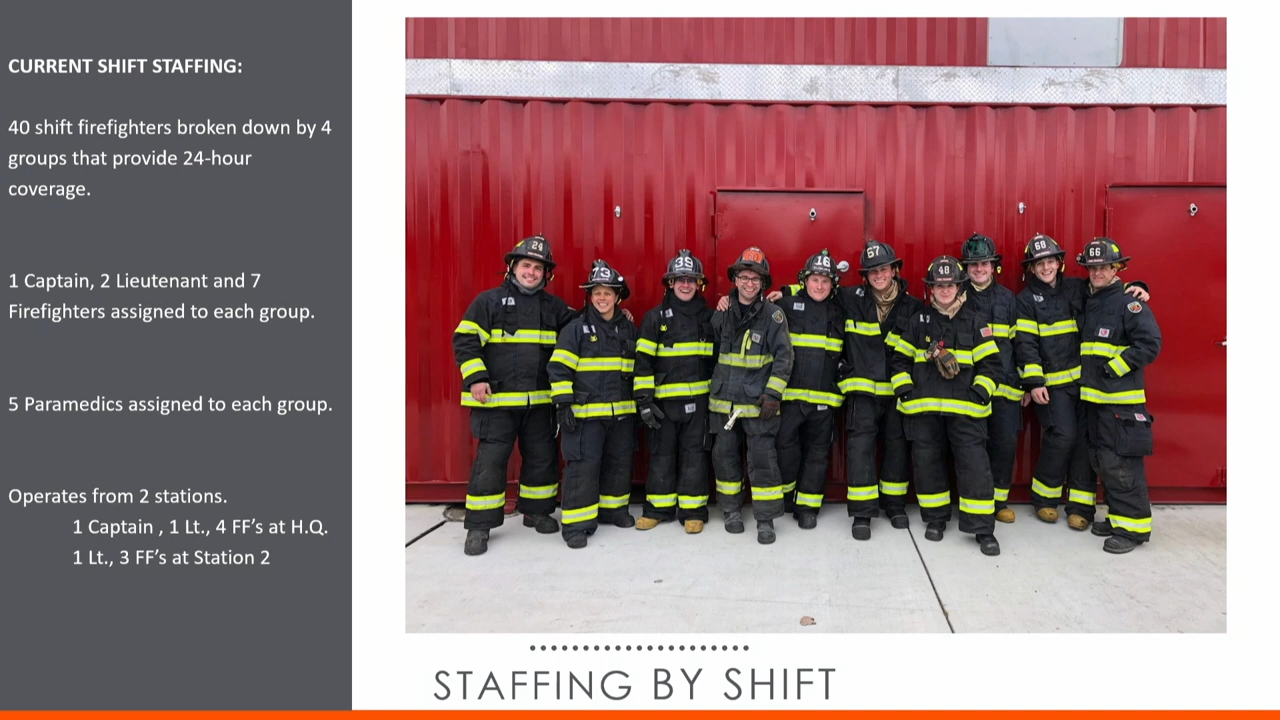 CURRENT SHIFT STAFFING:
40 shift firefighters broken down by 4
groups that provide 24-hour
coverage.
1 Captain, 2 Lieutenant and 7
Firefighters assigned to each group.
5 Paramedics assigned to each group.
Operates from 2 stations.
1 Captain , 1 Lt., 4 FF's at H.Q.
1 Lt., 3 FF's at Station 2
24
73
39
16
67
48
68
66
STAFFING BY SHIFT